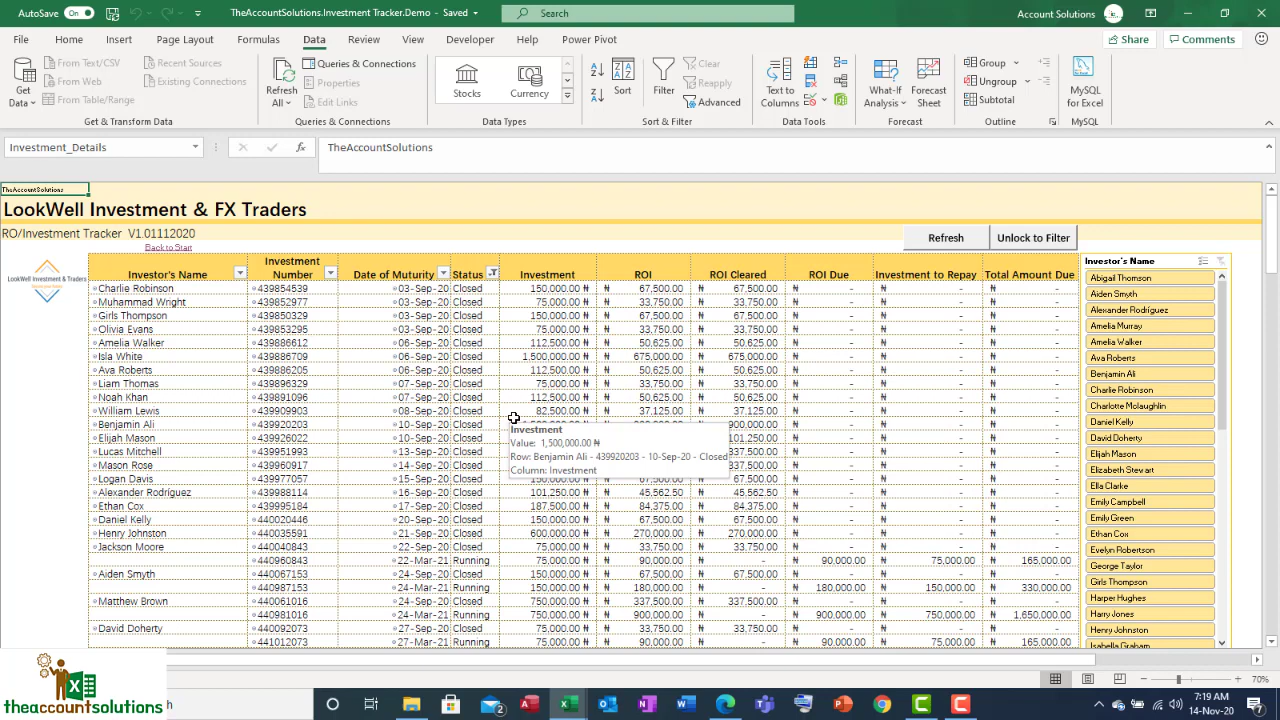 AutoSave On TheAccountSolutions.Investment Tracker.Demo - Saved Search Account Solutions
File Home Insert Page Layout Formulas Data Review View Developer Help Power Pivot Share Comments
Get Data From Text/CSV From Web From Table/Range Recent Sources Existing Connections Refresh All Queries & Connections Properties Edit Links Stocks Currency Sort Filter Clear Reapply Advanced Text to Columns What-If Analysis Forecast Sheet Group Ungroup Subtotal MySQL for Excel
Get & Transform Data Queries & Connections Data Types Sort & Filter Data Tools Forecast Outline MySQL
Investment_Details fx TheAccountSolutions
TheAccountSolutions
LookWell Investment & FX Traders
RO/Investment Tracker V1.01112020 Refresh Unlock to Filter
Back to Start
LookWell Investment & Traders
Investor's Name Investment Number Date of Muturity Status Investment ROI ROI Cleared ROI Due Investment to Repay Total Amount Due
Charlie Robinson 439854539 03-Sep-20 Closed 150,000.00 ₦ ₦ 67,500.00 ₦ 67,500.00 ₦ - ₦ - ₦ -
Muhammad Wright 439852977 03-Sep-20 Closed 75,000.00 ₦ ₦ 33,750.00 ₦ 33,750.00 ₦ - ₦ - ₦ -
Girls Thompson 439850329 03-Sep-20 Closed 150,000.00 ₦ ₦ 67,500.00 ₦ 67,500.00 ₦ - ₦ - ₦ -
Olivia Evans 439853295 03-Sep-20 Closed 75,000.00 ₦ ₦ 33,750.00 ₦ 33,750.00 ₦ - ₦ - ₦ -
Amelia Walker 439886612 06-Sep-20 Closed 112,500.00 ₦ ₦ 50,625.00 ₦ 50,625.00 ₦ - ₦ - ₦ -
Isla White 439886709 06-Sep-20 Closed 1,500,000.00 ₦ ₦ 675,000.00 ₦ 675,000.00 ₦ - ₦ - ₦ -
Ava Roberts 439886205 06-Sep-20 Closed 112,500.00 ₦ ₦ 50,625.00 ₦ 50,625.00 ₦ - ₦ - ₦ -
Liam Thomas 439896329 07-Sep-20 Closed 75,000.00 ₦ ₦ 33,750.00 ₦ 33,750.00 ₦ - ₦ - ₦ -
Noah Khan 439891996 07-Sep-20 Closed 112,500.00 ₦ ₦ 50,625.00 ₦ 50,625.00 ₦ - ₦ - ₦ -
William Lewis 439909903 08-Sep-20 Closed 82,500.00 ₦ ₦ 37,125.00 ₦ 37,125.00 ₦ - ₦ - ₦ -
Benjamin Ali 439920203 10-Sep-20 Closed 900,000.00 ₦ - ₦ - ₦ -
Elijah Mason 439926022 10-Sep-20 Closed 101,250.00 ₦ - ₦ - ₦ -
Lucas Mitchell 439951993 13-Sep-20 Closed 337,500.00 ₦ - ₦ - ₦ -
Mason Rose 439960917 14-Sep-20 Closed 337,500.00 ₦ - ₦ - ₦ -
Logan Davis 439977057 15-Sep-20 Closed 150,000.00 ₦ ₦ 67,500.00 ₦ 67,500.00 ₦ - ₦ - ₦ -
Alexander Rodríguez 439988114 16-Sep-20 Closed 101,250.00 ₦ ₦ 45,562.50 ₦ 45,562.50 ₦ - ₦ - ₦ -
Ethan Cox 439995184 17-Sep-20 Closed 187,500.00 ₦ ₦ 84,375.00 ₦ 84,375.00 ₦ - ₦ - ₦ -
Daniel Kelly 440020446 20-Sep-20 Closed 150,000.00 ₦ ₦ 67,500.00 ₦ 67,500.00 ₦ - ₦ - ₦ -
Henry Johnston 440035591 21-Sep-20 Closed 600,000.00 ₦ ₦ 270,000.00 ₦ 270,000.00 ₦ - ₦ - ₦ -
Jackson Moore 440040843 22-Sep-20 Closed 75,000.00 ₦ ₦ 33,750.00 ₦ 33,750.00 ₦ - ₦ - ₦ -
440960843 22-Mar-21 Running 75,000.00 ₦ ₦ 90,000.00 ₦ - ₦ 90,000.00 ₦ 75,000.00 ₦ 165,000.00
Aiden Smyth 440067153 24-Sep-20 Closed 150,000.00 ₦ ₦ 67,500.00 ₦ 67,500.00 ₦ - ₦ - ₦ -
440987153 24-Mar-21 Running 150,000.00 ₦ ₦ 180,000.00 ₦ - ₦ 180,000.00 ₦ 150,000.00 ₦ 330,000.00
Matthew Brown 440061016 24-Sep-20 Closed 750,000.00 ₦ ₦ 337,500.00 ₦ 337,500.00 ₦ - ₦ - ₦ -
440981016 24-Mar-21 Running 750,000.00 ₦ ₦ 900,000.00 ₦ - ₦ 900,000.00 ₦ 750,000.00 ₦ 1,650,000.00
David Doherty 440092073 27-Sep-20 Closed 75,000.00 ₦ ₦ 33,750.00 ₦ 33,750.00 ₦ - ₦ - ₦ -
441012073 27-Mar-21 Running 75,000.00 ₦ ₦ 90,000.00 ₦ - ₦ 90,000.00 ₦ 75,000.00 ₦ 165,000.00
Investment
Value: 1,500,000.00 ₦
Row: Benjamin Ali - 439920203 - 10-Sep-20 - Closed
Column: Investment
Investor's Name
Abigail Thomson
Aiden Smyth
Alexander Rodríguez
Amelia Murray
Amelia Walker
Ava Roberts
Benjamin Ali
Charlie Robinson
Charlotte Mclaughlin
Daniel Kelly
David Doherty
Elijah Mason
Elizabeth Stewart
Ella Clarke
Emily Campbell
Emily Green
Ethan Cox
Evelyn Robertson
George Taylor
Girls Thompson
Harper Hughes
Harry Jones
Henry Johnston
Isabella Graham
70%
theaccountsolutions
7:19 AM
14-Nov-20